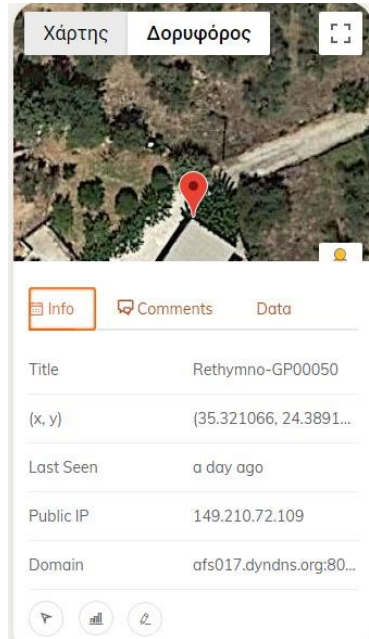 Χάρτης Δορυφόρος
Info Comments Data
Title Rethymno-GP00050
(x, y) (35.321066, 24.3891...
Last Seen a day ago
Public IP 149.210.72.109
Domain afs017.dyndns.org:80...